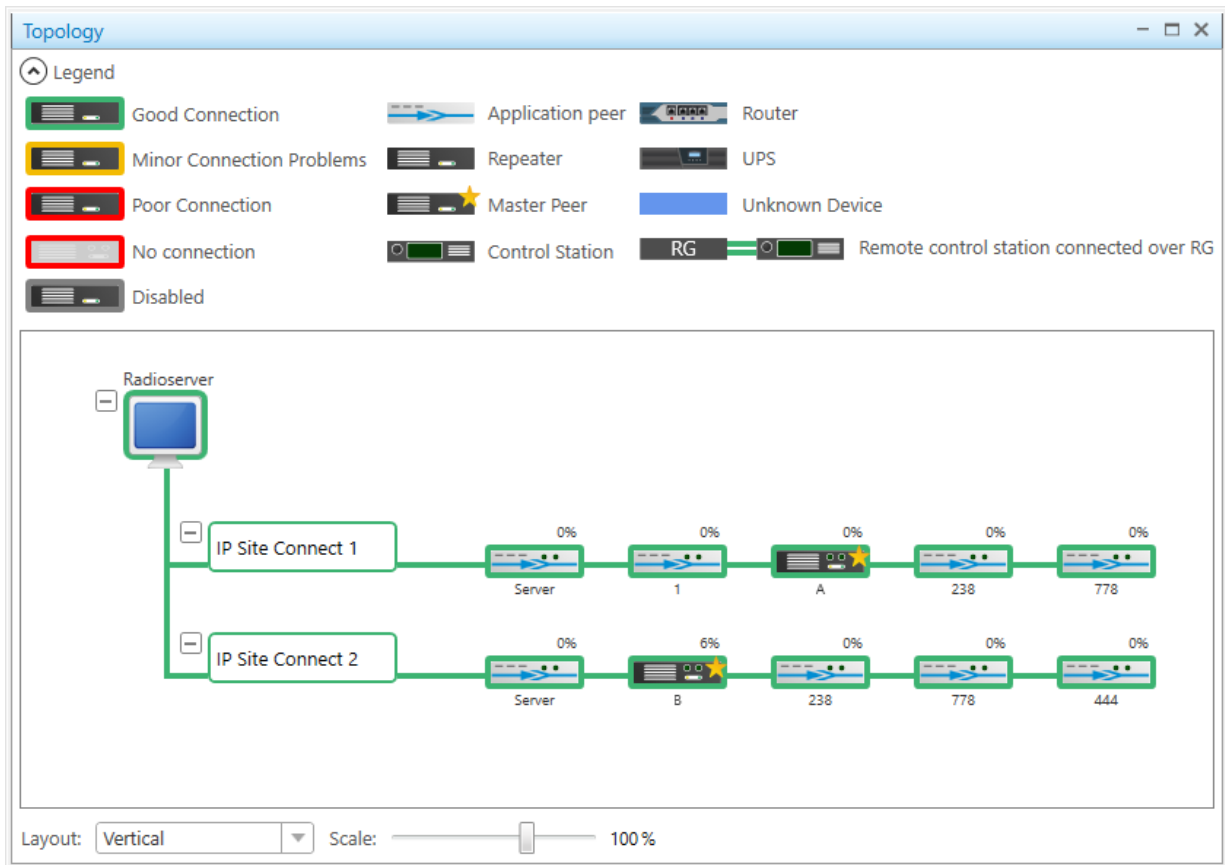 Topology
Legend
Good Connection Application peer Router
Minor Connection Problems Repeater UPS
Poor Connection Master Peer Unknown Device
No connection Control Station RG Remote control station connected over RG
Disabled
Radioserver
0% 0% 0% 0% 0%
IP Site Connect 1
Server 1 A 238 778
0% 6% 0% 0% 0%
IP Site Connect 2
Server B 238 778 444
Layout: Vertical Scale: 100 %